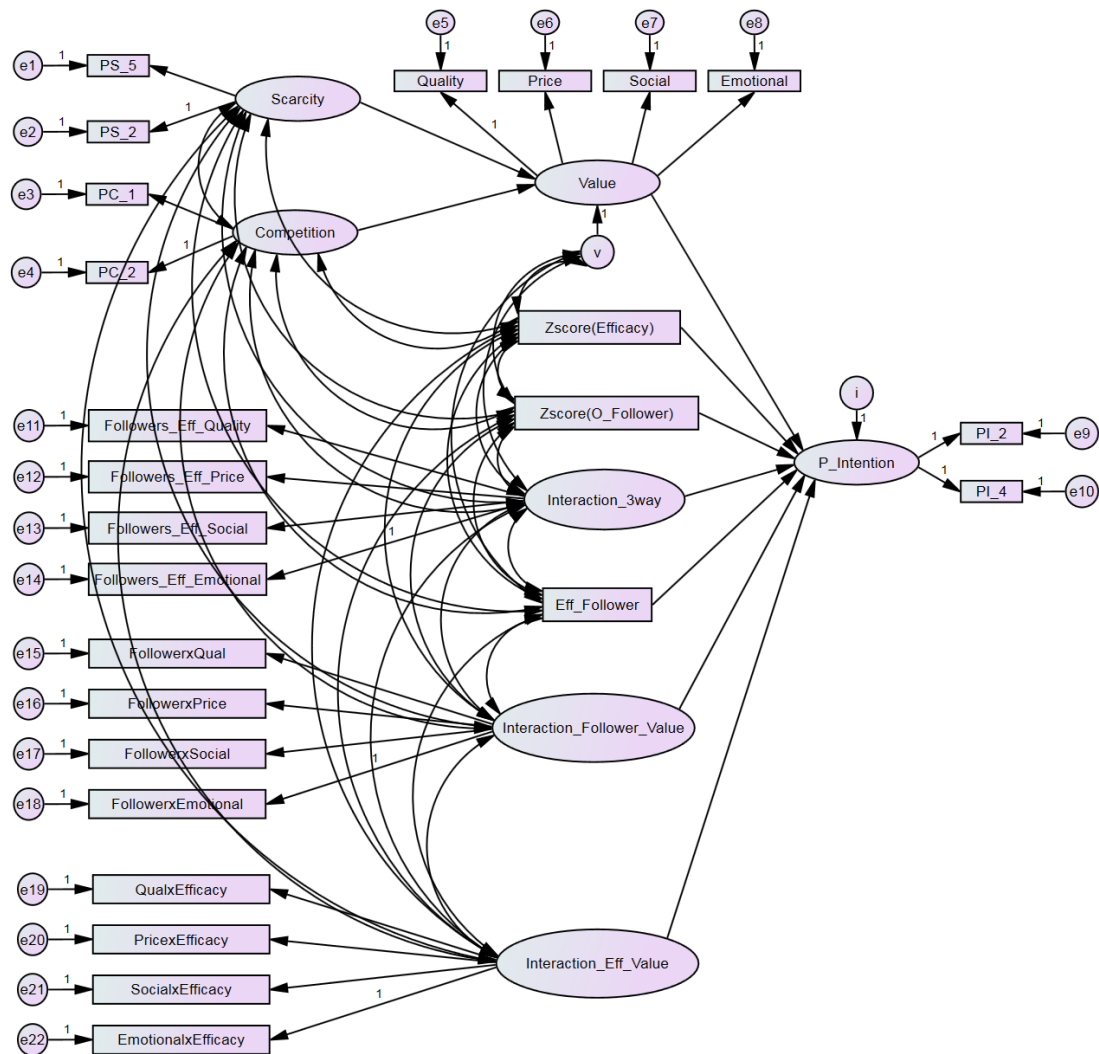 e5
e6
e7
e8
1
1
1
1
Quality
Price
Social
Emotional
e1
1
PS_5
Scarcity
e2
1
PS_2
1
1
e3
1
PC_1
Value
Competition
1
1
e4
1
PC_2
v
Zscore(Efficacy)
i
e11
1
Followers_Eff_Quality
Zscore(O_Follower)
1
1
PI_2
1
e9
e12
1
Followers_Eff_Price
P_Intention
Interaction_3way
1
PI_4
1
e10
e13
1
Followers_Eff_Social
1
e14
1
Followers_Eff_Emotional
Eff_Follower
e15
1
FollowerxQual
e16
1
FollowerxPrice
Interaction_Follower_Value
e17
1
FollowerxSocial
1
e18
1
FollowerxEmotional
e19
1
QualxEfficacy
e20
1
PricexEfficacy
Interaction_Eff_Value
e21
1
SocialxEfficacy
1
e22
1
EmotionalxEfficacy